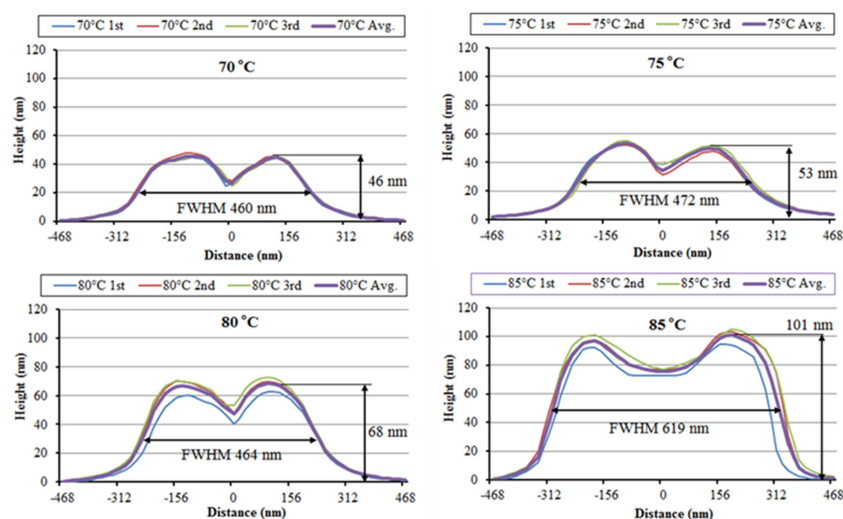 70°C 1st 70°C 2nd 70°C 3rd 70°C Avg.
70 °C
120
100
80
60
40
20
0
Height (nm)
46 nm
FWHM 460 nm
-468 -312 -156 0 156 312 468
Distance (nm)
75°C 1st 75°C 2nd 75°C 3rd 75°C Avg.
75 °C
120
100
80
60
40
20
0
Height (nm)
53 nm
FWHM 472 nm
-468 -312 -156 0 156 312 468
Distance (nm)
80°C 1st 80°C 2nd 80°C 3rd 80°C Avg.
80 °C
120
100
80
60
40
20
0
Height (nm)
68 nm
FWHM 464 nm
-468 -312 -156 0 156 312 468
Distance (nm)
85°C 1st 85°C 2nd 85°C 3rd 85°C Avg.
85 °C
101 nm
120
100
80
60
40
20
0
Height (nm)
FWHM 619 nm
-468 -312 -156 0 156 312 468
Distance (nm)